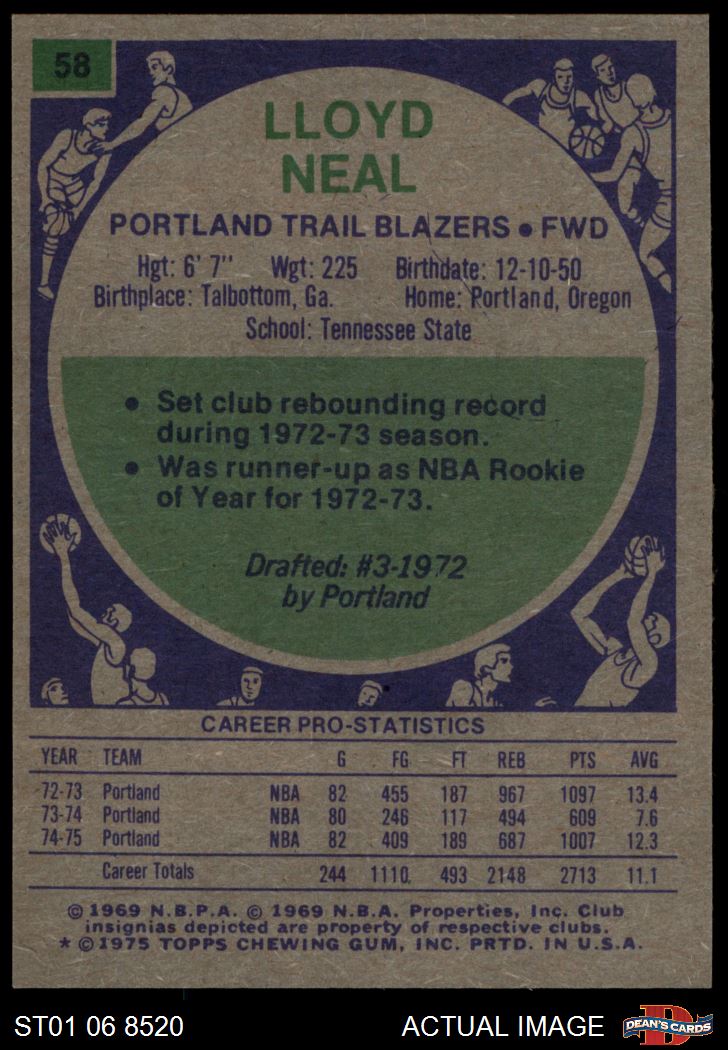 58
LLOYD
NEAL
PORTLAND TRAIL BLAZERS • FWD
Hgt: 6' 7" Wgt: 225 Birthdate: 12-10-50
Birthplace: Talbottom, Ga. Home: Portland, Oregon
School: Tennessee State
• Set club rebounding record
during 1972-73 season.
• Was runner-up as NBA Rookie
of Year for 1972-73.
Drafted: #3-1972
by Portland
CAREER PRO-STATISTICS
YEAR TEAM G FG FT REB PTS AVG
72-73 Portland NBA 82 455 187 967 1097 13.4
73-74 Portland NBA 80 246 117 494 609 7.6
74-75 Portland NBA 82 409 189 687 1007 12.3
Career Totals 244 1110 493 2148 2713 11.1
© 1969 N.B.P.A. © 1969 N.B.A. Properties, Inc. Club
insignias depicted are property of respective clubs.
* © 1975 TOPPS CHEWING GUM, INC. PRTD. IN U.S.A.
ST01 06 8520 ACTUAL IMAGE D DEAN'S CARDS